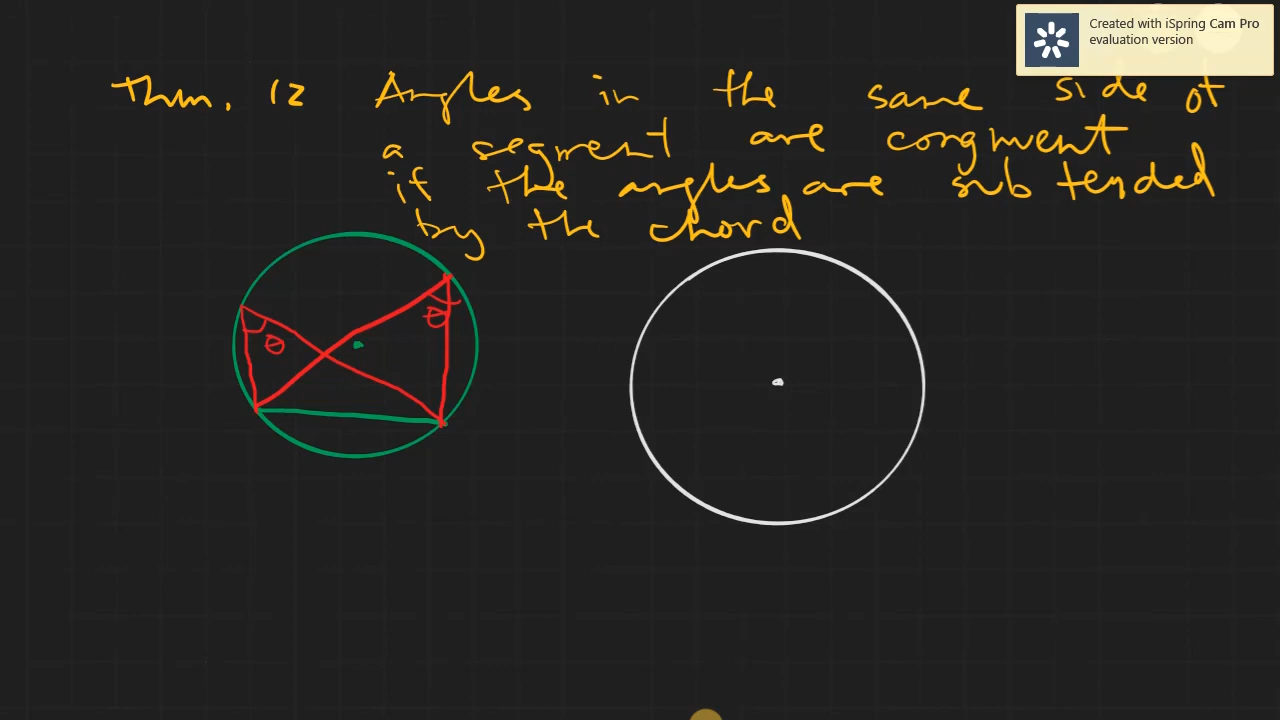 Created with iSpring Cam Pro
evaluation version
Thm. 12 Angles in the same side of
a segment are congruent
if the angles are subtended
by the chord
θ
θ